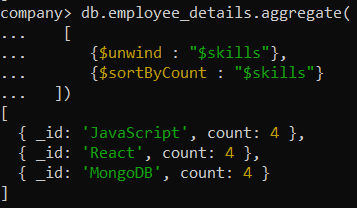 company> db.employee_details.aggregate(
...     [
...        {$unwind : "$skills"},
...        {$sortByCount : "$skills"}
...    ])
[
  { _id: 'JavaScript', count: 4 },
  { _id: 'React', count: 4 },
  { _id: 'MongoDB', count: 4 }
]